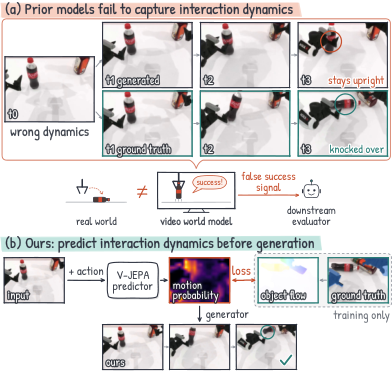 (a) Prior models fail to capture interaction dynamics
t0
t1 generated
t2
t3
stays upright
wrong dynamics
t1 ground truth
t2
t3
knocked over
success!
≠
false success
signal
real world
video world model
downstream
evaluator
(b) Ours: predict interaction dynamics before generation
input
+ action
V-JEPA
predictor
motion
probability
loss
object flow
ground truth
training only
generator
ours